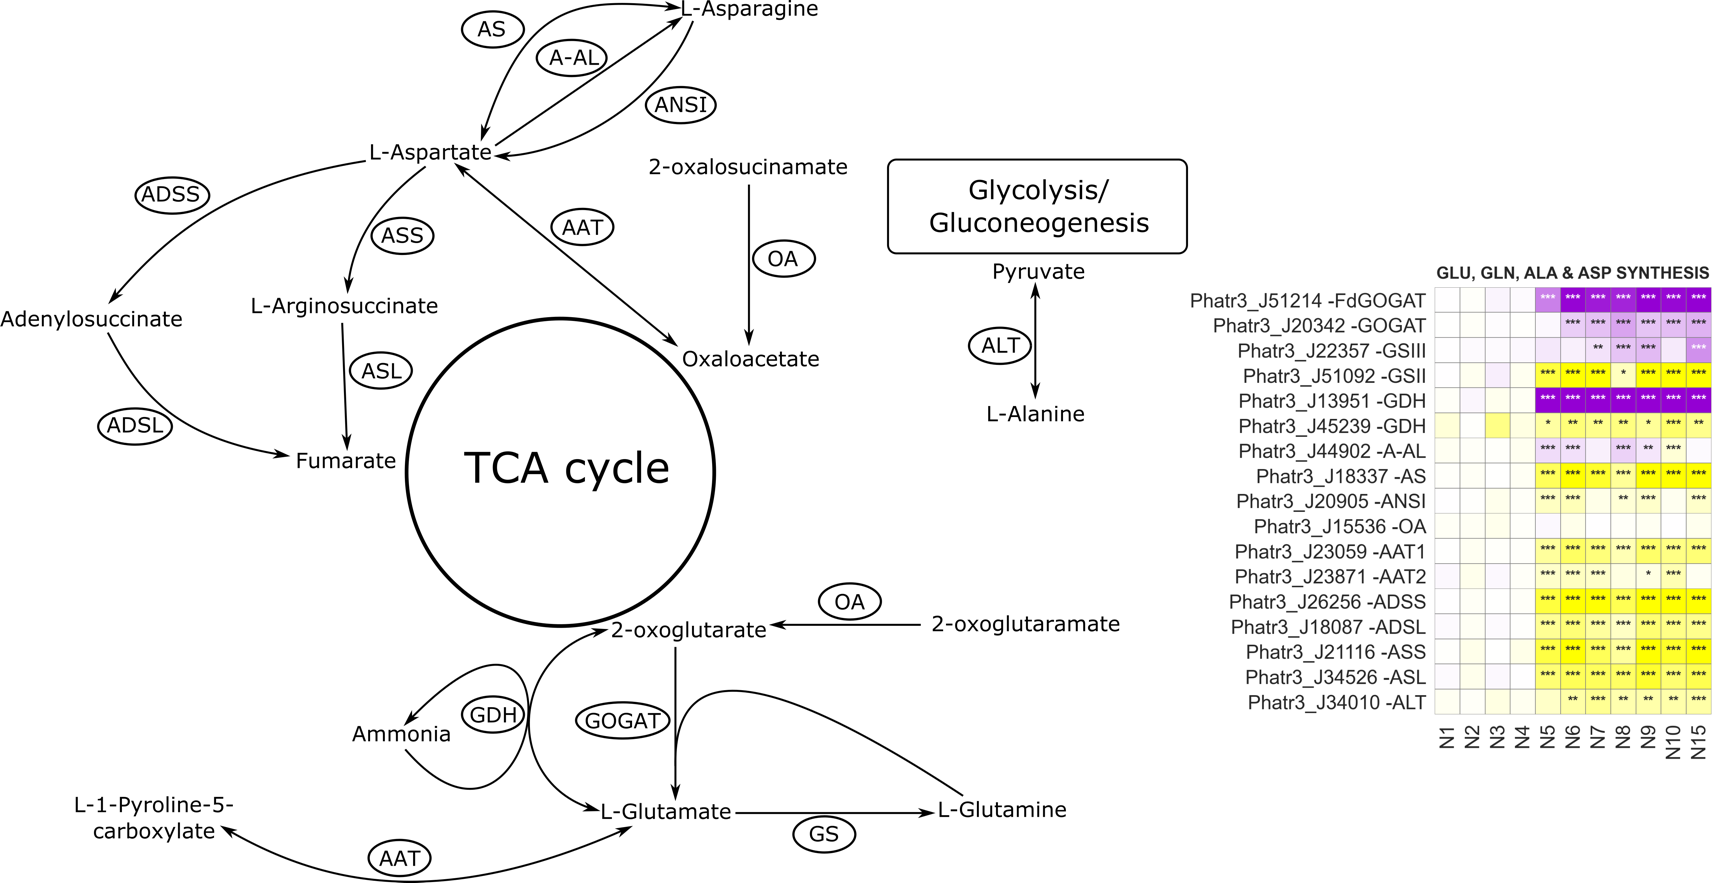 L-Asparagine
AS
A-AL
ANSI
L-Aspartate
2-oxalosucinamate
ADSS
ASS
AAT
OA
Glycolysis/
Gluconeogenesis
Pyruvate
ALT
L-Alanine
Adenylosuccinate
L-Arginosuccinate
Oxaloacetate
ASL
ADSL
Fumarate
TCA cycle
OA
2-oxoglutarate
2-oxoglutaramate
GDH
GOGAT
Ammonia
L-1-Pyroline-5-
carboxylate
L-Glutamate
L-Glutamine
GS
AAT
GLU, GLN, ALA & ASP SYNTHESIS
Phatr3_J51214 -FdGOGAT *** *** *** *** *** *** ***
Phatr3_J20342 -GOGAT *** *** *** *** *** ***
Phatr3_J22357 -GSIII ** *** *** ***
Phatr3_J51092 -GSII *** *** *** * *** *** ***
Phatr3_J13951 -GDH *** *** *** *** *** *** ***
Phatr3_J45239 -GDH * ** ** ** * *** **
Phatr3_J44902 -A-AL *** *** *** ** ***
Phatr3_J18337 -AS *** *** *** *** *** *** ***
Phatr3_J20905 -ANSI *** *** ** *** ***
Phatr3_J15536 -OA
Phatr3_J23059 -AAT1 *** *** *** *** *** *** ***
Phatr3_J23871 -AAT2 *** *** *** * ***
Phatr3_J26256 -ADSS *** *** *** *** *** *** ***
Phatr3_J18087 -ADSL *** *** *** *** *** *** ***
Phatr3_J21116 -ASS *** *** *** *** *** *** ***
Phatr3_J34526 -ASL *** *** *** *** *** *** ***
Phatr3_J34010 -ALT ** *** ** ** ** ***
N1 N2 N3 N4 N5 N6 N7 N8 N9 N10 N15